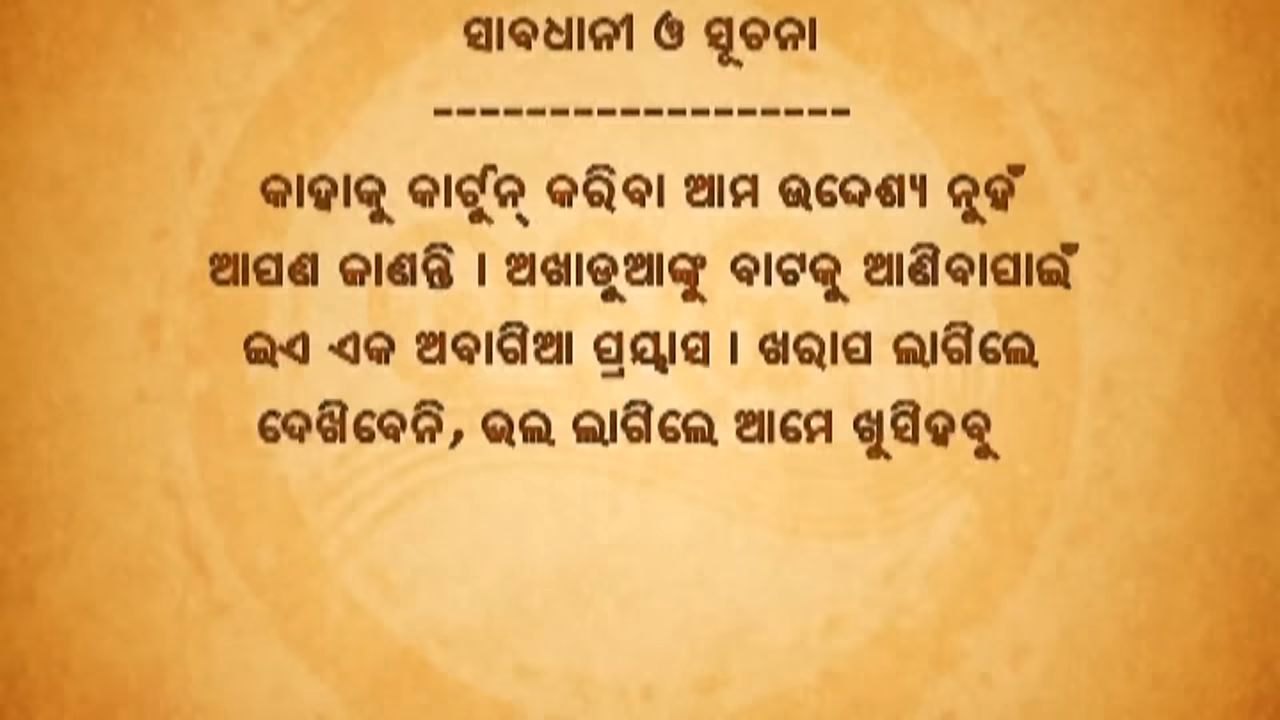 ସାବଧାନୀ ଓ ସୂଚନା
------------------
କାହାକୁ କାର୍ଟୁନ୍ କରିବା ଆମ ଉଦ୍ଦେଶ୍ୟ ନୁହଁ
ଆପଣ ଜାଣନ୍ତି । ଅଖାଡୁଆଙ୍କୁ ବାଟକୁ ଆଣିବାପାଇଁ
ଇଏ ଏକ ଅବାଗିଆ ପ୍ରୟାସ । ଖରାପ ଲାଗିଲେ
ଦେଖିବେନି, ଭଲ ଲାଗିଲେ ଆମେ ଖୁସିହବୁ